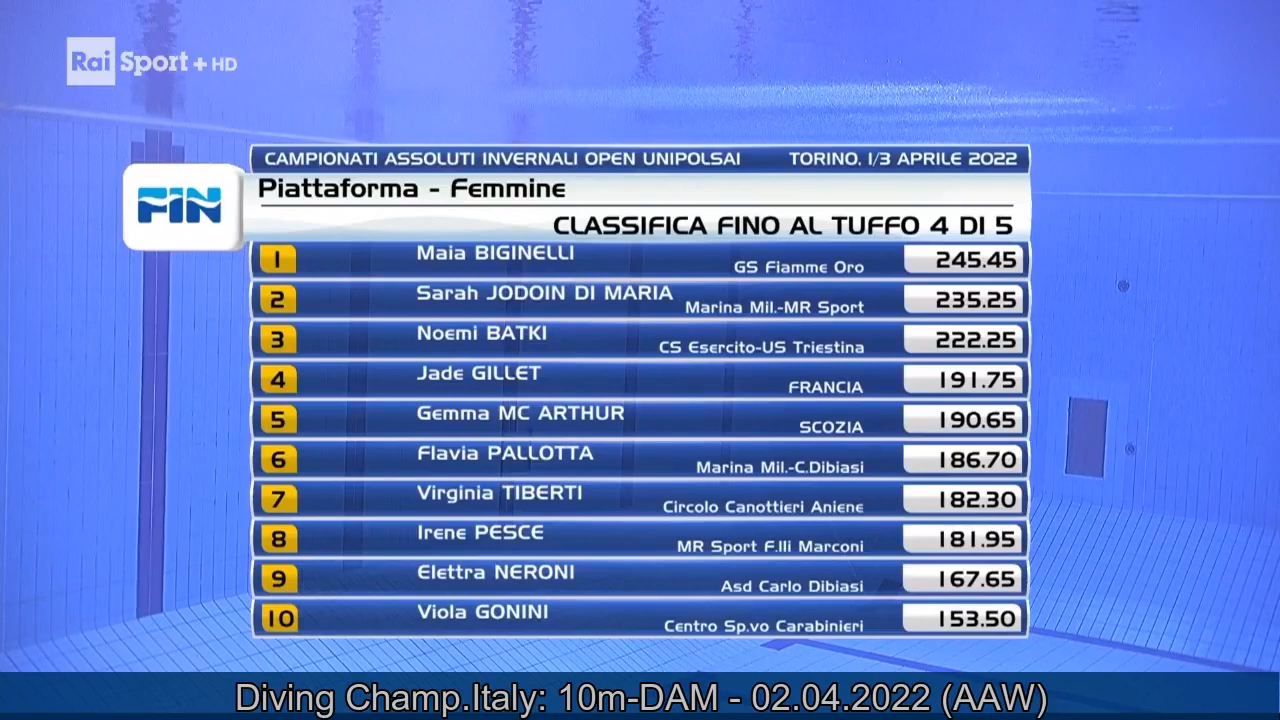 Rai Sport + HD
CAMPIONATI ASSOLUTI INVERNALI OPEN UNIPOLSAI TORINO, 1/3 APRILE 2022
FIN
Piattaforma - Femmine
CLASSIFICA FINO AL TUFFO 4 DI 5
1 Maia BIGINELLI GS Fiamme Oro 245.45
2 Sarah JODOIN DI MARIA Marina Mil.-MR Sport 235.25
3 Noemi BATKI CS Esercito-US Triestina 222.25
4 Jade GILLET FRANCIA 191.75
5 Gemma MC ARTHUR SCOZIA 190.65
6 Flavia PALLOTTA Marina Mil.-C.Dibiasi 186.70
7 Virginia TIBERTI Circolo Canottieri Aniene 182.30
8 Irene PESCE MR Sport F.lli Marconi 181.95
9 Elettra NERONI Asd Carlo Dibiasi 167.65
10 Viola GONINI Centro Sp.vo Carabinieri 153.50
Diving Champ.Italy: 10m-DAM - 02.04.2022 (AAW)